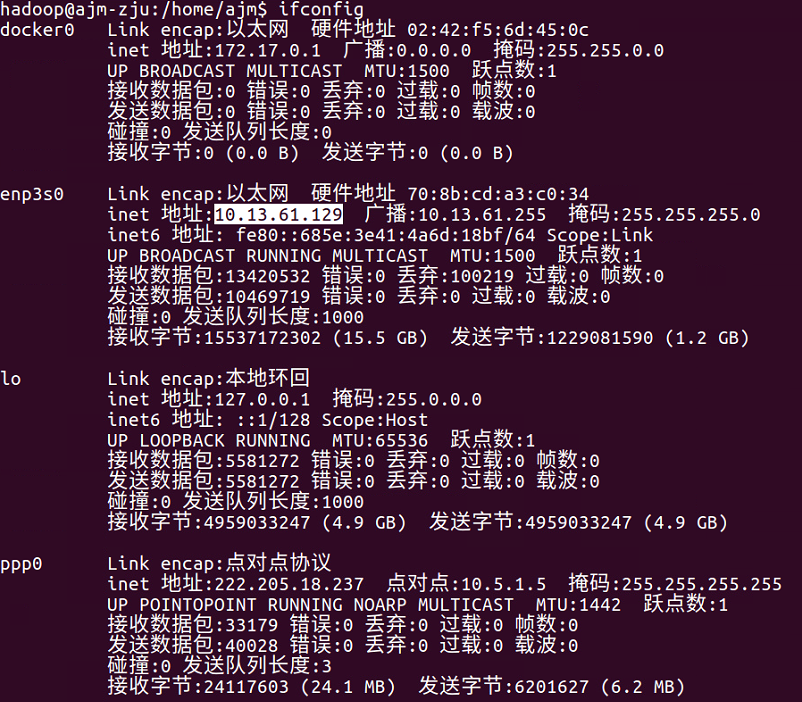 hadoop@ajm-zju:/home/ajm$ ifconfig
docker0 Link encap:以太网 硬件地址 02:42:f5:6d:45:0c
inet 地址:172.17.0.1 广播:0.0.0.0 掩码:255.255.0.0
UP BROADCAST MULTICAST MTU:1500 跃点数:1
接收数据包:0 错误:0 丢弃:0 过载:0 帧数:0
发送数据包:0 错误:0 丢弃:0 过载:0 载波:0
碰撞:0 发送队列长度:0
接收字节:0 (0.0 B) 发送字节:0 (0.0 B)
enp3s0 Link encap:以太网 硬件地址 70:8b:cd:a3:c0:34
inet 地址:10.13.61.129 广播:10.13.61.255 掩码:255.255.255.0
inet6 地址: fe80::685e:3e41:4a6d:18bf/64 Scope:Link
UP BROADCAST RUNNING MULTICAST MTU:1500 跃点数:1
接收数据包:13420532 错误:0 丢弃:100219 过载:0 帧数:0
发送数据包:10469719 错误:0 丢弃:0 过载:0 载波:0
碰撞:0 发送队列长度:1000
接收字节:15537172302 (15.5 GB) 发送字节:1229081590 (1.2 GB)
lo Link encap:本地环回
inet 地址:127.0.0.1 掩码:255.0.0.0
inet6 地址: ::1/128 Scope:Host
UP LOOPBACK RUNNING MTU:65536 跃点数:1
接收数据包:5581272 错误:0 丢弃:0 过载:0 帧数:0
发送数据包:5581272 错误:0 丢弃:0 过载:0 载波:0
碰撞:0 发送队列长度:1000
接收字节:4959033247 (4.9 GB) 发送字节:4959033247 (4.9 GB)
ppp0 Link encap:点对点协议
inet 地址:222.205.18.237 点对点:10.5.1.5 掩码:255.255.255.255
UP POINTOPOINT RUNNING NOARP MULTICAST MTU:1442 跃点数:1
接收数据包:33179 错误:0 丢弃:0 过载:0 帧数:0
发送数据包:40028 错误:0 丢弃:0 过载:0 载波:0
碰撞:0 发送队列长度:3
接收字节:24117603 (24.1 MB) 发送字节:6201627 (6.2 MB)